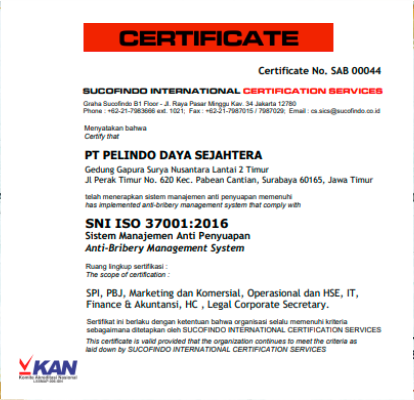 CERTIFICATE
Certificate No. SAB 00044
SUCOFINDO INTERNATIONAL CERTIFICATION SERVICES
Graha Sucofindo B1 Floor - Jl. Raya Pasar Minggu Kav. 34 Jakarta 12780
Phone : +62-21-7983666 ext. 1021; Fax : +62-21-7987015 / 7987029; Email : cs.sics@sucofindo.co.id
Menyatakan bahwa
Certify that
PT PELINDO DAYA SEJAHTERA
Gedung Gapura Surya Nusantara Lantai 2 Timur
Jl Perak Timur No. 620 Kec. Pabean Cantian, Surabaya 60165, Jawa Timur
telah menerapkan sistem manajemen anti penyuapan memenuhi
has implemented anti-bribery management system that comply with
SNI ISO 37001:2016
Sistem Manajemen Anti Penyuapan
Anti-Bribery Management System
Ruang lingkup sertifikasi :
The scope of certification :
SPI, PBJ, Marketing dan Komersial, Operasional dan HSE, IT,
Finance & Akuntansi, HC , Legal Corporate Secretary.
Sertifikat ini berlaku dengan ketentuan bahwa organisasi selalu memenuhi kriteria
sebagaimana ditetapkan oleh SUCOFINDO INTERNATIONAL CERTIFICATION SERVICES
This certificate is valid provided that the organization continues to meet the criteria as
laid down by SUCOFINDO INTERNATIONAL CERTIFICATION SERVICES
KAN
Komite Akreditasi Nasional